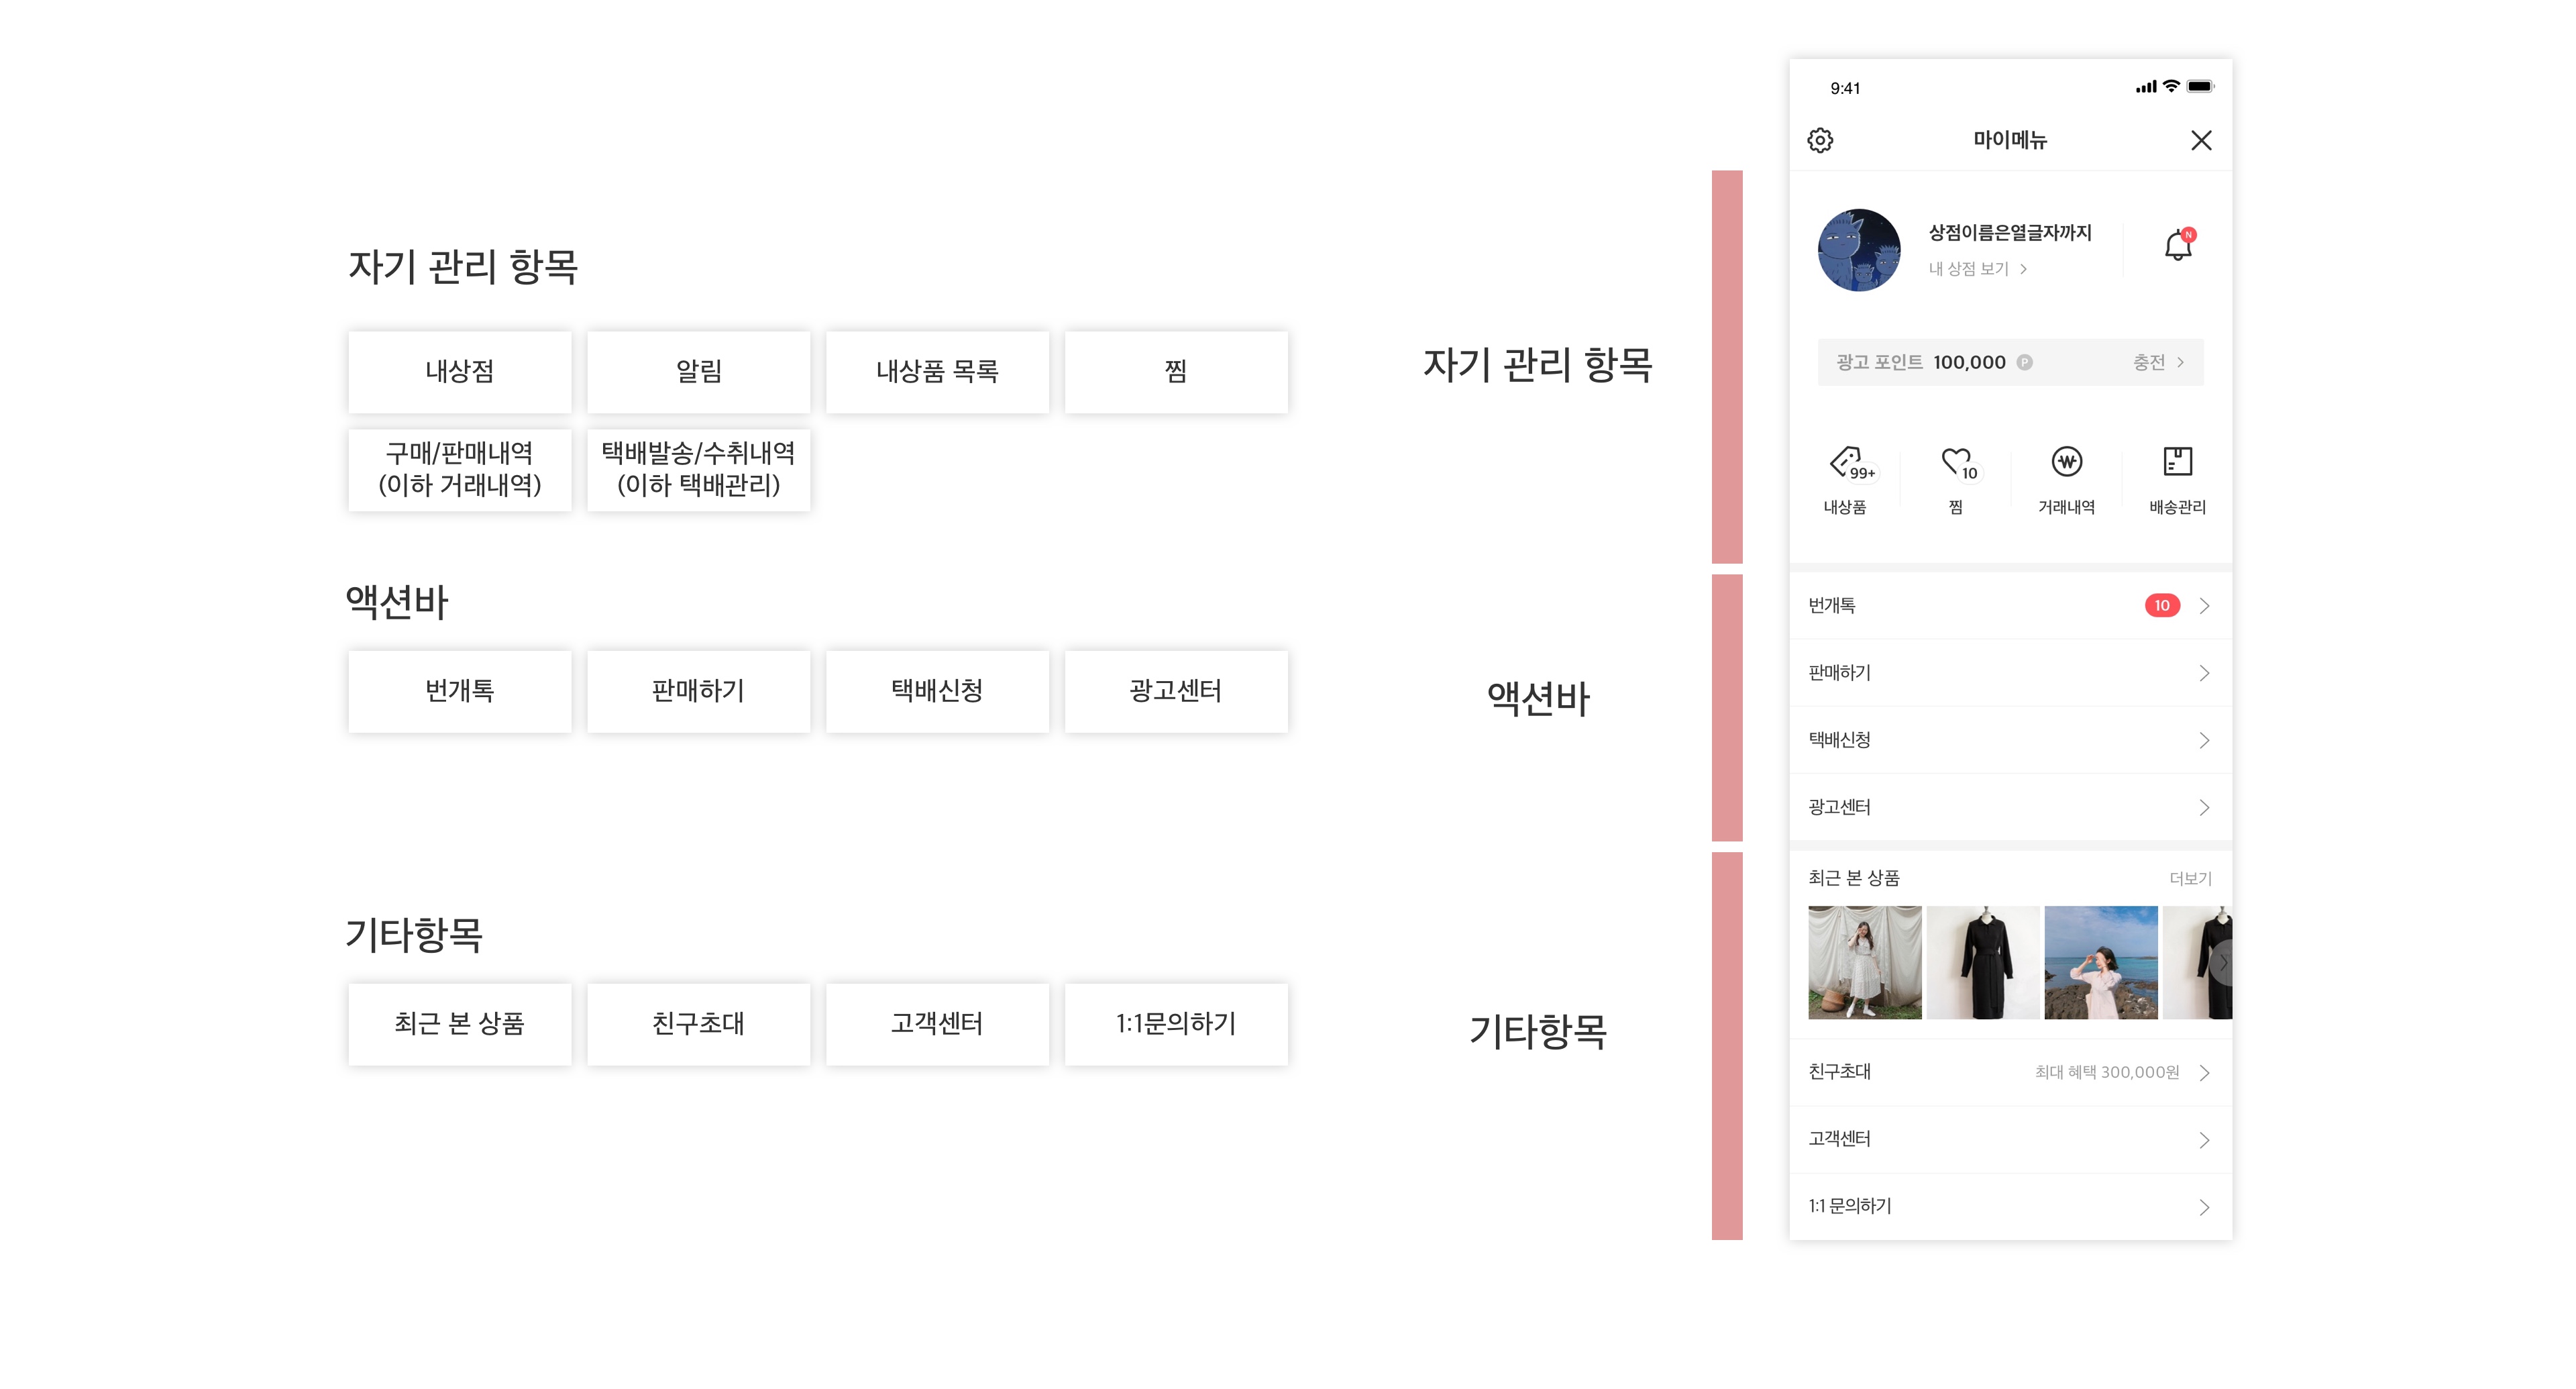 자기 관리 항목
내상점
알림
내상품 목록
찜
구매/판매내역
(이하 거래내역)
택배발송/수취내역
(이하 택배관리)
액션바
번개톡
판매하기
택배신청
광고센터
기타항목
최근 본 상품
친구초대
고객센터
1:1문의하기
자기 관리 항목
액션바
기타항목
9:41
마이메뉴
상점이름은열글자까지
N
내 상점 보기
광고 포인트 100,000 P
충전
99+
10
내상품
찜
거래내역
배송관리
번개톡
10
판매하기
택배신청
광고센터
최근 본 상품
더보기
친구초대
최대 혜택 300,000원
고객센터
1:1 문의하기